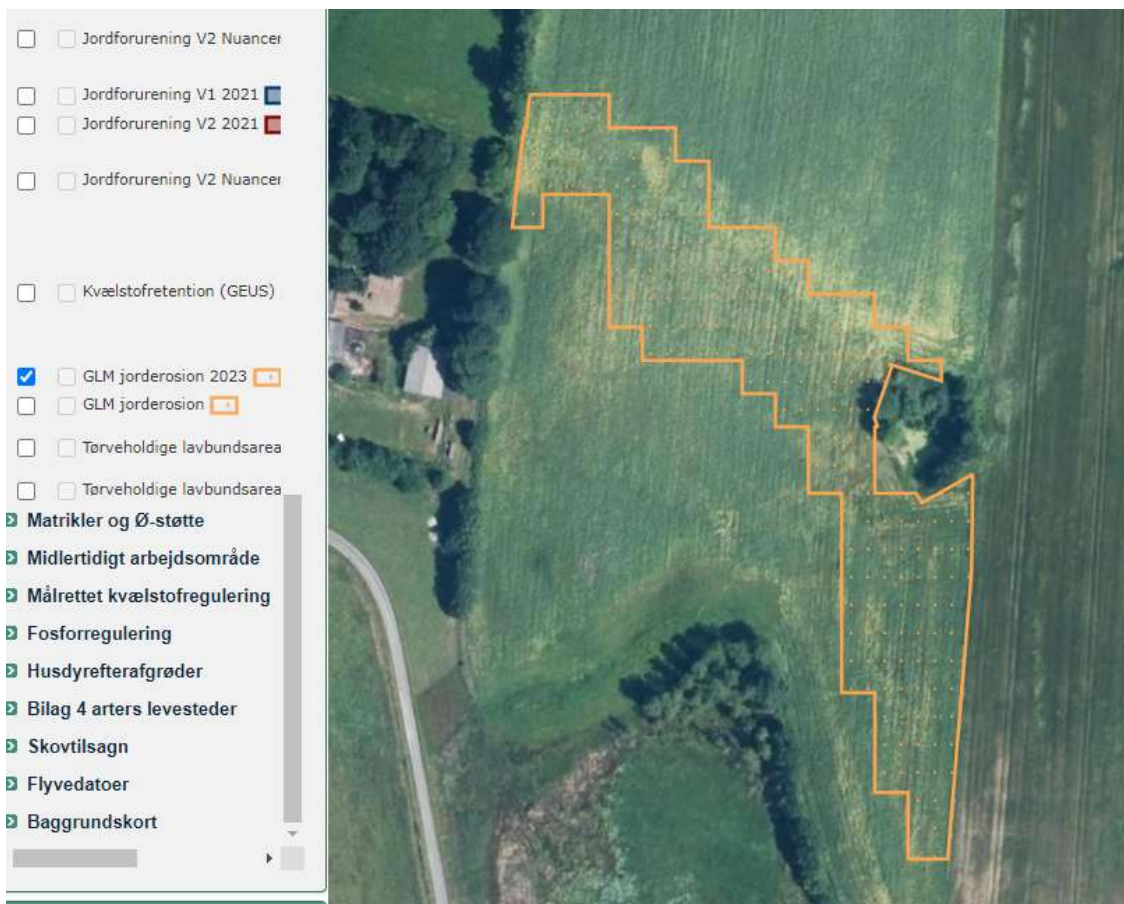 Jordforurening V2 Nuancer
Jordforurening V1 2021
Jordforurening V2 2021
Jordforurening V2 Nuancer
Kvælstofretention (GEUS)
GLM jorderosion 2023
GLM jorderosion
Tørveholdige lavbundsarea
Tørveholdige lavbundsarea
Matrikler og Ø-støtte
Midlertidigt arbejdsområde
Målrettet kvælstofregulering
Fosforregulering
Husdyrefterafgrøder
Bilag 4 arters levesteder
Skovtilsagn
Flyvedatoer
Baggrundskort